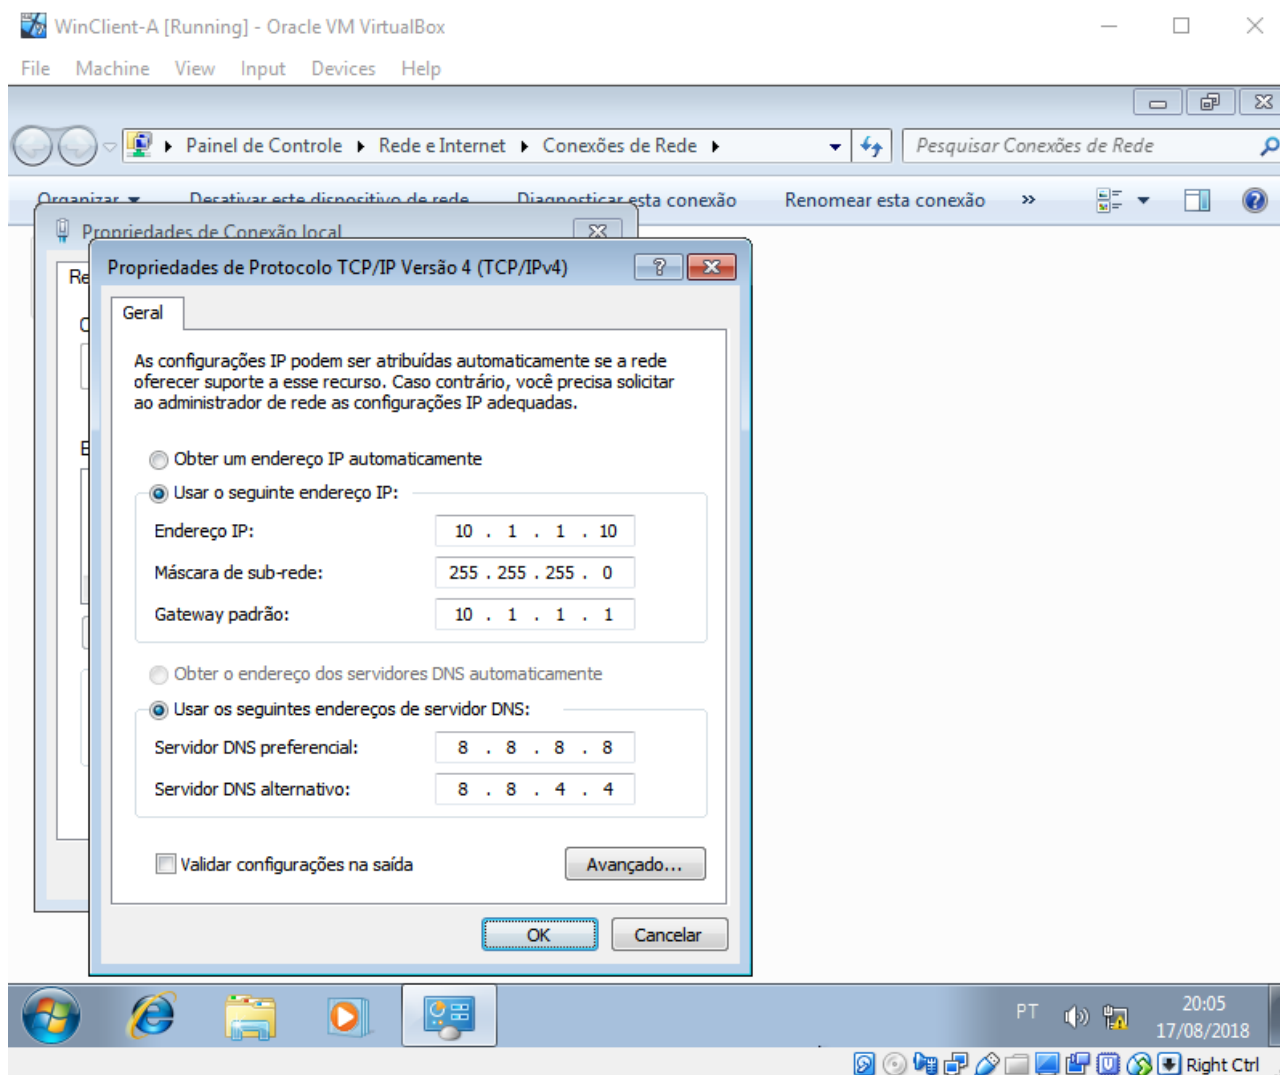 WinClient-A [Running] - Oracle VM VirtualBox
File Machine View Input Devices Help
Painel de Controle Rede e Internet Conexões de Rede
Pesquisar Conexões de Rede
Organizar Desativar este dispositivo de rede Diagnosticar esta conexão Renomear esta conexão »
Propriedades de Conexão local
Re
Propriedades de Protocolo TCP/IP Versão 4 (TCP/IPv4)
Geral
As configurações IP podem ser atribuídas automaticamente se a rede
oferecer suporte a esse recurso. Caso contrário, você precisa solicitar
ao administrador de rede as configurações IP adequadas.
Obter um endereço IP automaticamente
Usar o seguinte endereço IP:
Endereço IP: 10 . 1 . 1 . 10
Máscara de sub-rede: 255 . 255 . 255 . 0
Gateway padrão: 10 . 1 . 1 . 1
Obter o endereço dos servidores DNS automaticamente
Usar os seguintes endereços de servidor DNS:
Servidor DNS preferencial: 8 . 8 . 8 . 8
Servidor DNS alternativo: 8 . 8 . 4 . 4
Validar configurações na saída
Avançado...
OK Cancelar
PT
20:05
17/08/2018
Right Ctrl